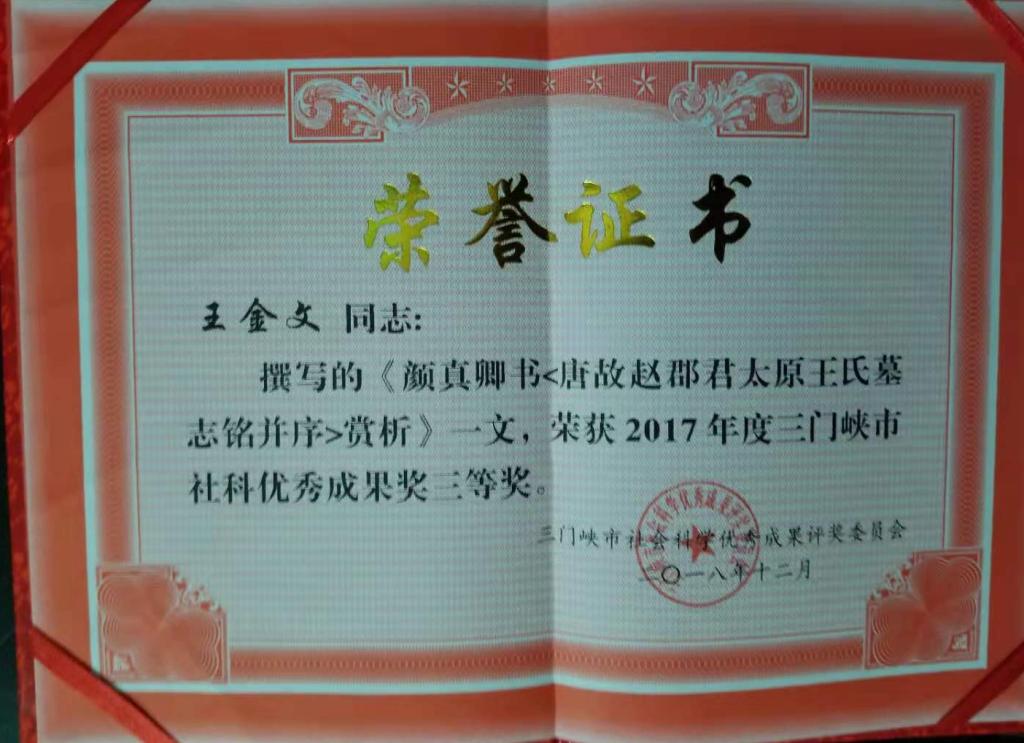 荣誉证书
王金文 同志:
撰写的《颜真卿书<唐故赵郡君太原王氏墓
志铭并序>赏析》一文，荣获 2017 年度三门峡市
社科优秀成果奖三等奖。
三门峡市社会科学优秀成果评奖委员会
二〇一八年十二月